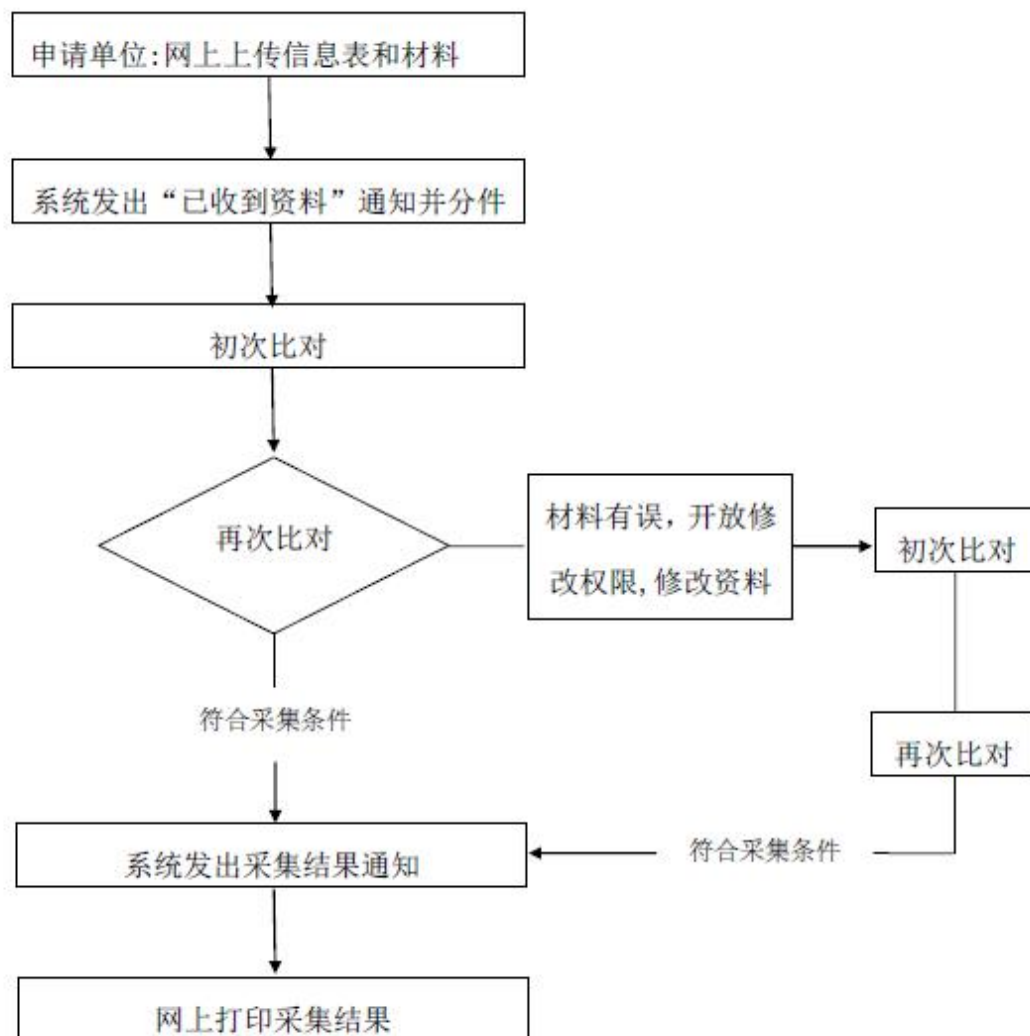 申请单位:网上上传信息表和材料
系统发出“已收到资料”通知并分件
初次比对
再次比对
材料有误，开放修
改权限,修改资料
初次比对
符合采集条件
再次比对
系统发出采集结果通知
符合采集条件
网上打印采集结果